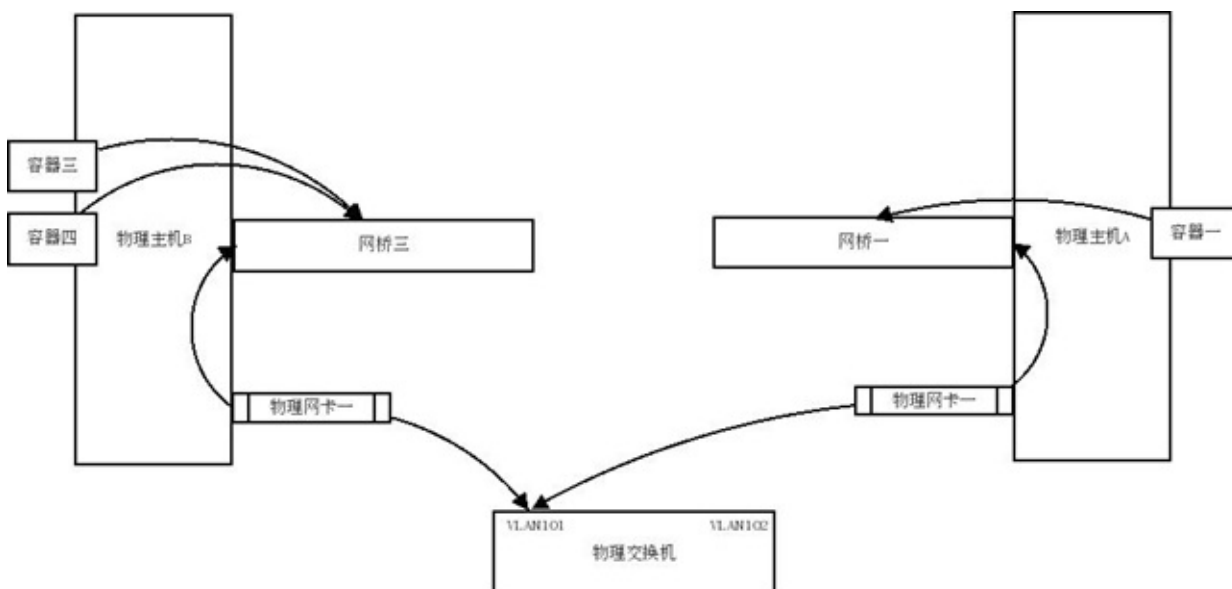 容器三
容器四
物理主机B
网桥三
网桥一
物理主机A
容器一
物理网卡一
物理网卡一
VLAN101
VLAN102
物理交换机